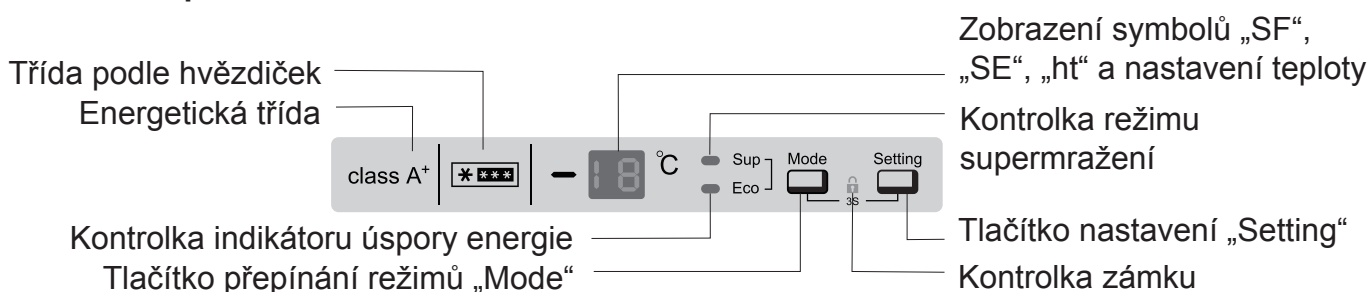 Zobrazení symbolů „SF“,
„SE“, „ht“ a nastavení teploty
Třída podle hvězdiček
Energetická třída
Kontrolka režimu
supermražení
class A+
****
-18 °C
Sup
Eco
Mode
Setting
3S
Kontrolka indikátoru úspory energie
Tlačítko přepínání režimů „Mode“
Tlačítko nastavení „Setting“
Kontrolka zámku